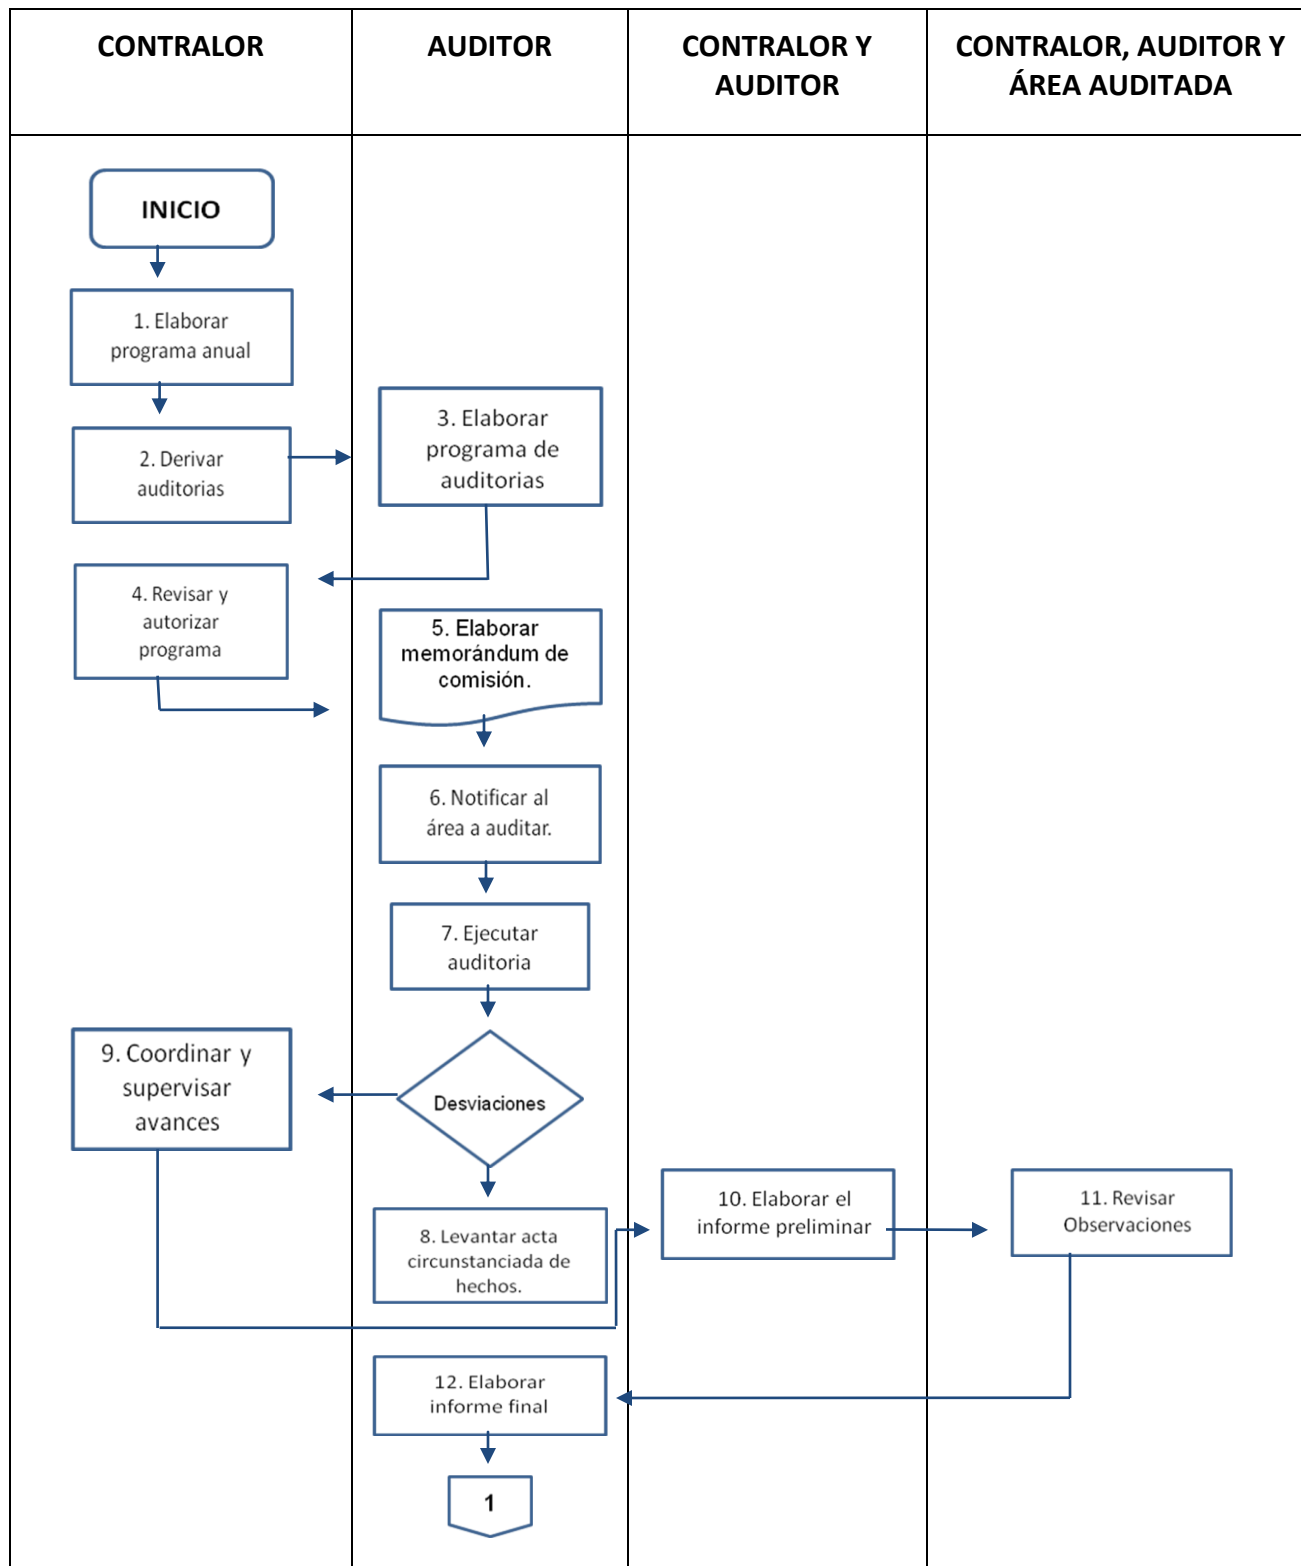 CONTRALOR
AUDITOR
CONTRALOR Y
AUDITOR
CONTRALOR, AUDITOR Y
ÁREA AUDITADA
INICIO
1. Elaborar
programa anual
2. Derivar
auditorias
3. Elaborar
programa de
auditorias
4. Revisar y
autorizar
programa
5. Elaborar
memorándum de
comisión.
6. Notificar al
área a auditar.
7. Ejecutar
auditoria
Desviaciones
9. Coordinar y
supervisar
avances
8. Levantar acta
circunstanciada de
hechos.
10. Elaborar el
informe preliminar
11. Revisar
Observaciones
12. Elaborar
informe final
1